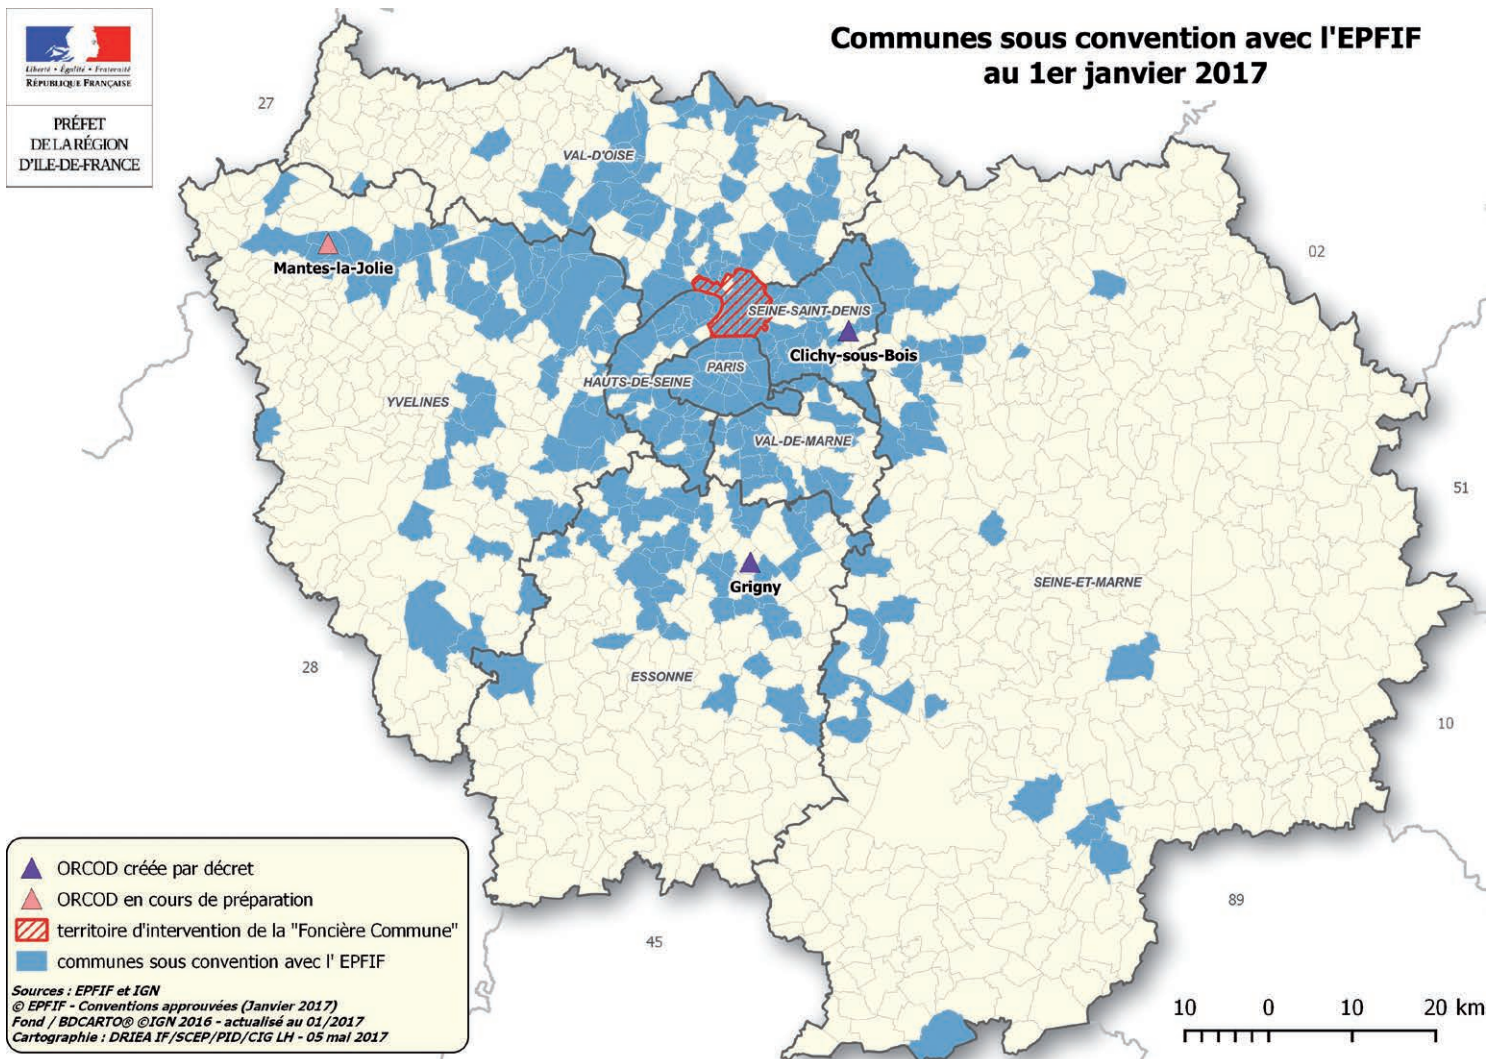 Liberté • Égalité • Fraternité
RÉPUBLIQUE FRANÇAISE
PRÉFET
DE LA RÉGION
D'ILE-DE-FRANCE
Communes sous convention avec l'EPFIF
au 1er janvier 2017
27
VAL-D'OISE
02
Mantes-la-Jolie
SEINE-SAINT-DENIS
Clichy-sous-Bois
PARIS
HAUTS-DE-SEINE
YVELINES
VAL-DE-MARNE
51
SEINE-ET-MARNE
Grigny
28
ESSONNE
10
89
45
ORCOD créée par décret
ORCOD en cours de préparation
territoire d'intervention de la "Foncière Commune"
communes sous convention avec l' EPFIF
Sources : EPFIF et IGN
© EPFIF - Conventions approuvées (Janvier 2017)
Fond / BDCARTO® ©IGN 2016 - actualisé au 01/2017
Cartographie : DRIEA IF/SCEP/PID/CIG LH - 05 mai 2017
10 0 10 20 km